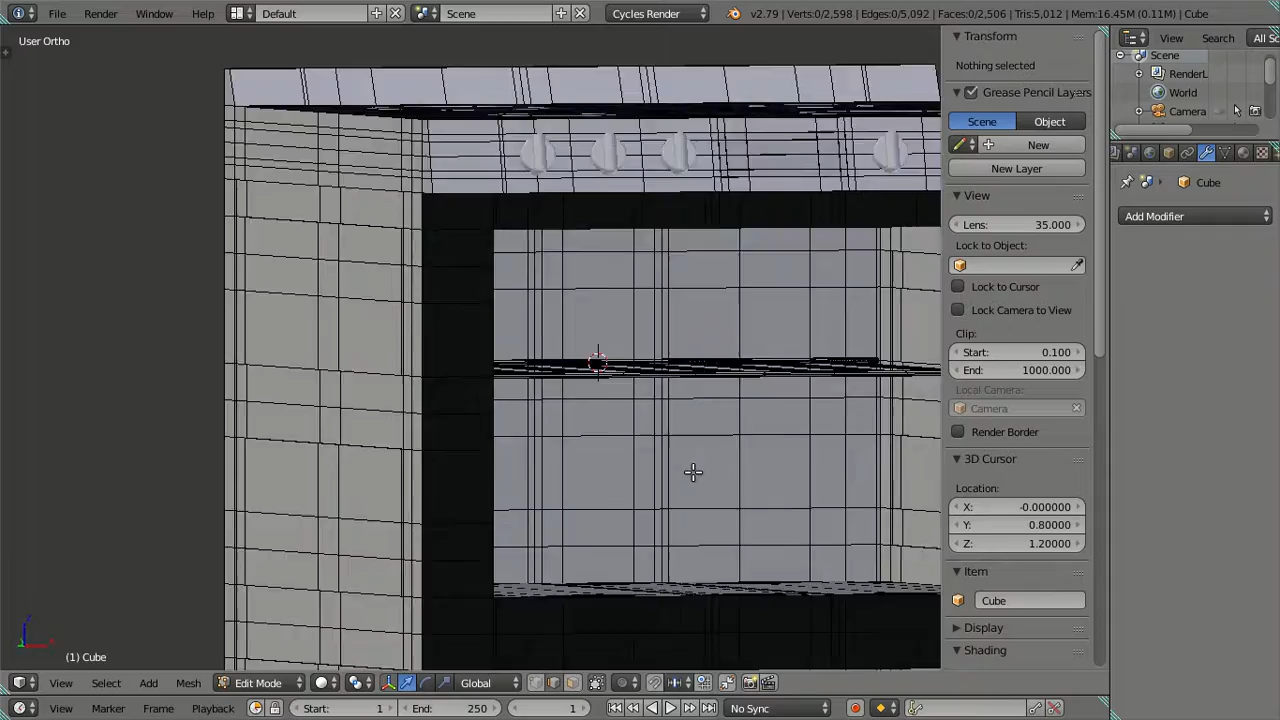 File Render Window Help Default Scene Cycles Render v2.79 | Verts:0/2,598 | Edges:0/5,092 | Faces:0/2,506 | Tris:5,012 | Mem:16.45M (0.11M) | Cube
User Ortho
Transform
View Search All Sc
Scene
Nothing selected
RenderL
World
Grease Pencil Layers
Camera
Scene Object
New
New Layer
Cube
View
Add Modifier
Lens: 35.000
Lock to Object:
Lock to Cursor
Lock Camera to View
Clip:
Start: 0.100
End: 1000.000
Local Camera:
Camera
Render Border
3D Cursor
Location:
X: -0.000000
Y: 0.80000
Z: 1.20000
Item
Cube
Display
Shading
(1) Cube
View Select Add Mesh Edit Mode Global
View Marker Frame Playback Start: 1 End: 250 1 No Sync